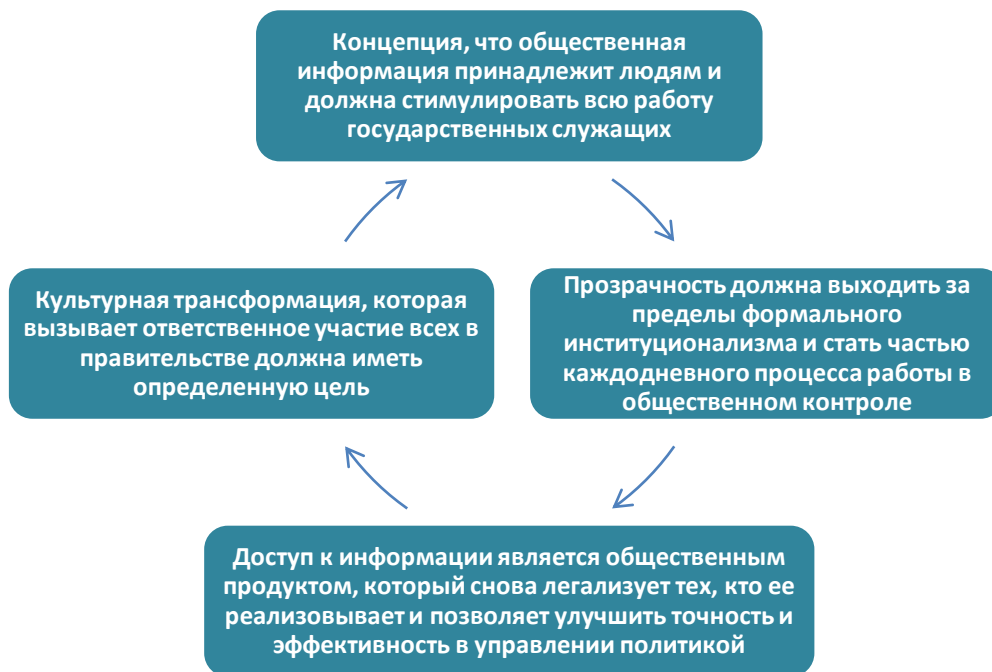 Концепция, что общественная
информация принадлежит людям и
должна стимулировать всю работу
государственных служащих
Прозрачность должна выходить за
пределы формального
институционализма и стать частью
каждодневного процесса работы в
общественном контроле
Доступ к информации является общественным
продуктом, который снова легализует тех, кто ее
реализовывает и позволяет улучшить точность и
эффективность в управлении политикой
Культурная трансформация, которая
вызывает ответственное участие всех в
правительстве должна иметь
определенную цель